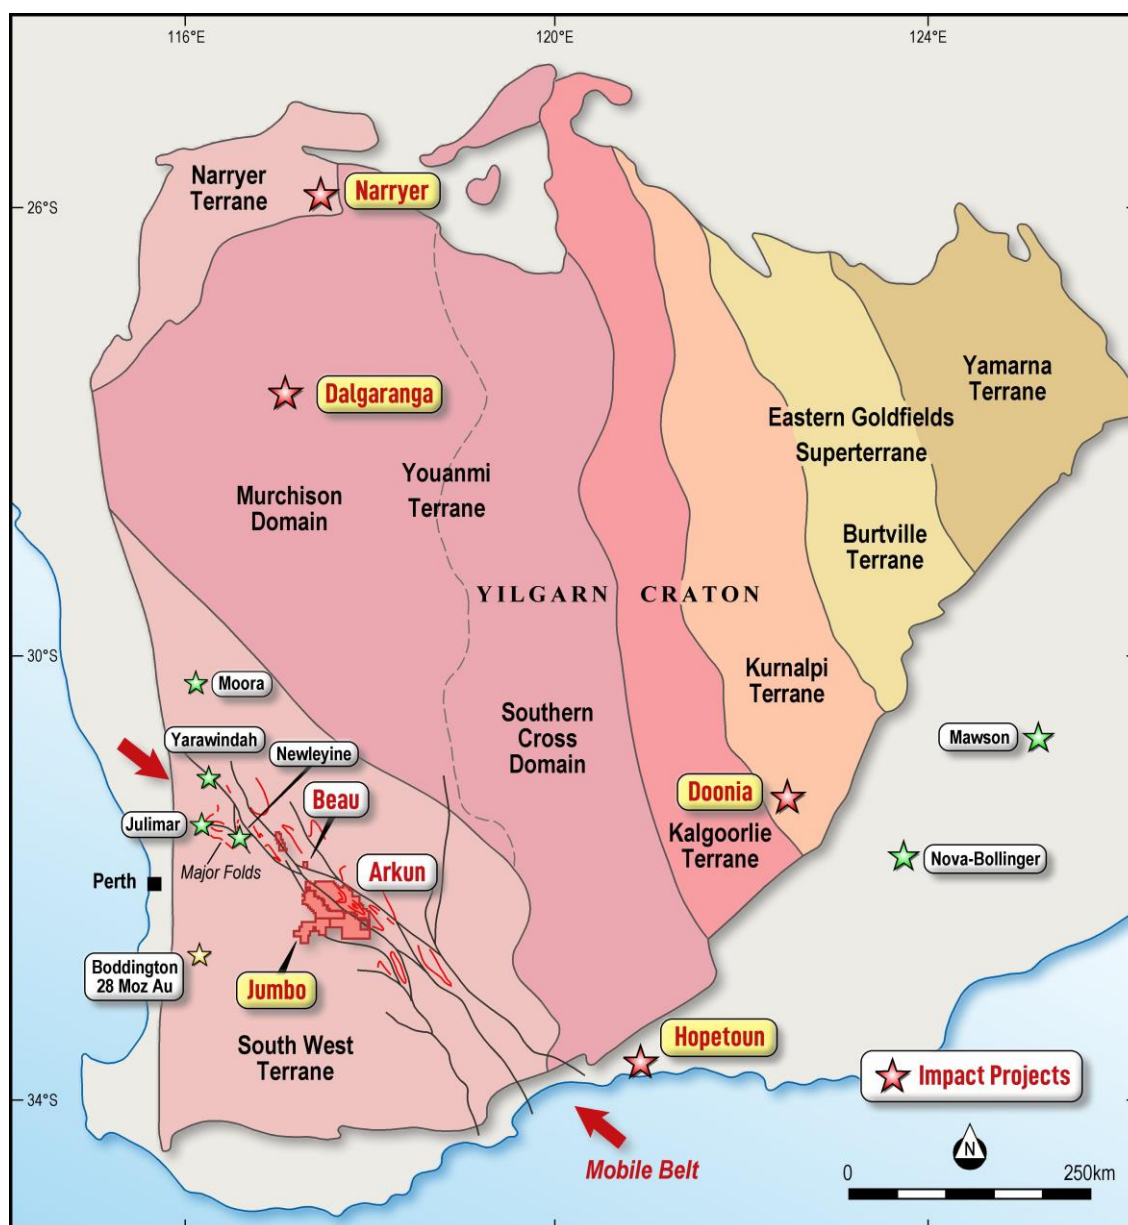 116°E
120°E
124°E
Narryer
Terrane
Narryer
26°S
Dalgaranga
Yamarna
Terrane
Eastern Goldfields
Superterrane
Youanmi
Terrane
Murchison
Domain
Burtville
Terrane
YILGARN CRATON
30°S
Moora
Kurnalpi
Terrane
Southern
Cross
Domain
Yarawindah
Newleyine
Mawson
Beau
Doonia
Julimar
Kalgoorlie
Terrane
Major Folds
Nova-Bollinger
Arkun
Perth
Boddington
28 Moz Au
Jumbo
South West
Terrane
Hopetoun
Impact Projects
34°S
Mobile Belt
N
0
250km